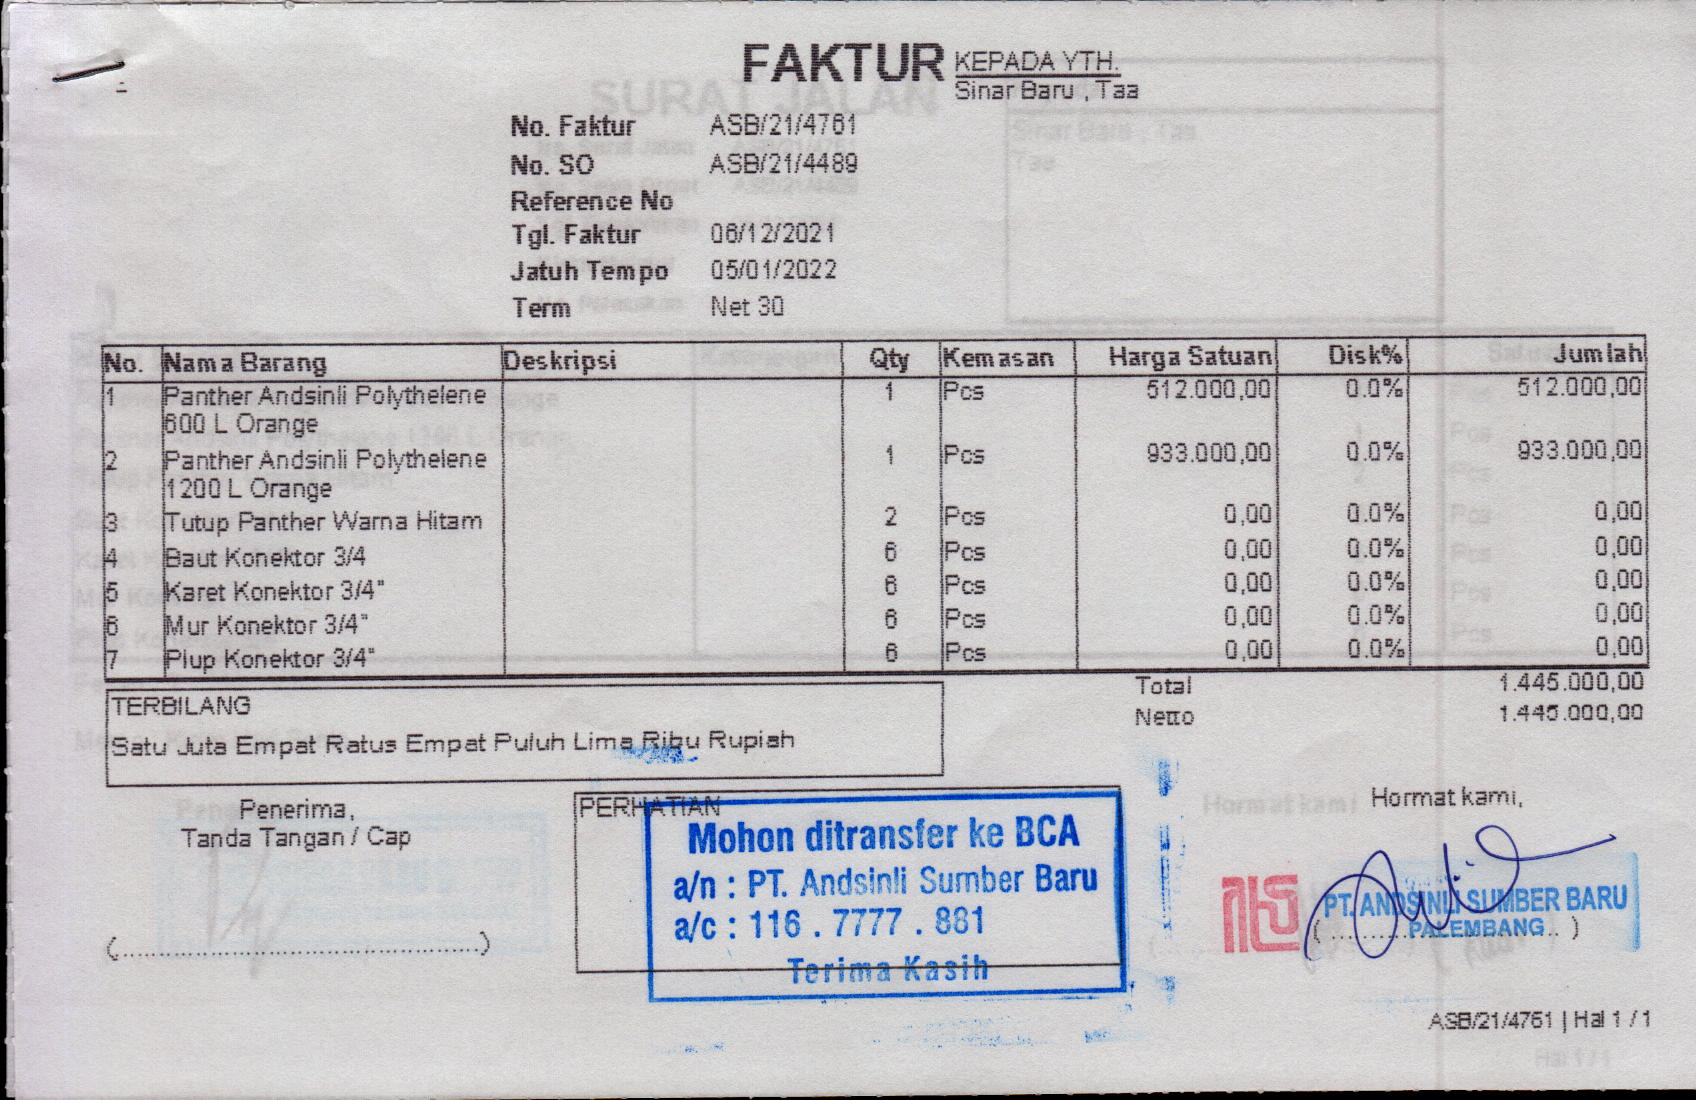 FAKTUR
KEPADA YTH.
Sinar Baru , Taa
No. Faktur ASB/21/4761
No. SO ASB/21/4489
Reference No
Tgl. Faktur 06/12/2021
Jatuh Tempo 05/01/2022
Term Net 30
No. Nama Barang Deskripsi Qty Kemasan Harga Satuan Disk% Jumlah
1 Panther Andsinli Polythelene 1 Pcs 512.000,00 0.0% 512.000,00
600 L Orange
2 Panther Andsinli Polythelene 1 Pcs 933.000,00 0.0% 933.000,00
1200 L Orange
3 Tutup Panther Warna Hitam 2 Pcs 0,00 0.0% 0,00
4 Baut Konektor 3/4 6 Pcs 0,00 0.0% 0,00
5 Karet Konektor 3/4" 6 Pcs 0,00 0.0% 0,00
6 Mur Konektor 3/4" 6 Pcs 0,00 0.0% 0,00
7 Plup Konektor 3/4" 6 Pcs 0,00 0.0% 0,00
Total 1.445.000,00
Netto 1.445.000,00
TERBILANG
Satu Juta Empat Ratus Empat Puluh Lima Ribu Rupiah
Penerima,
Tanda Tangan / Cap
(...............................................)
PERHATIAN
Mohon ditransfer ke BCA
a/n : PT. Andsinli Sumber Baru
a/c : 116 . 7777 . 881
Terima Kasih
Hormat kami,
PT. ANDSINLI SUMBER BARU
PALEMBANG
ASB/21/4761 | Hal 1 / 1